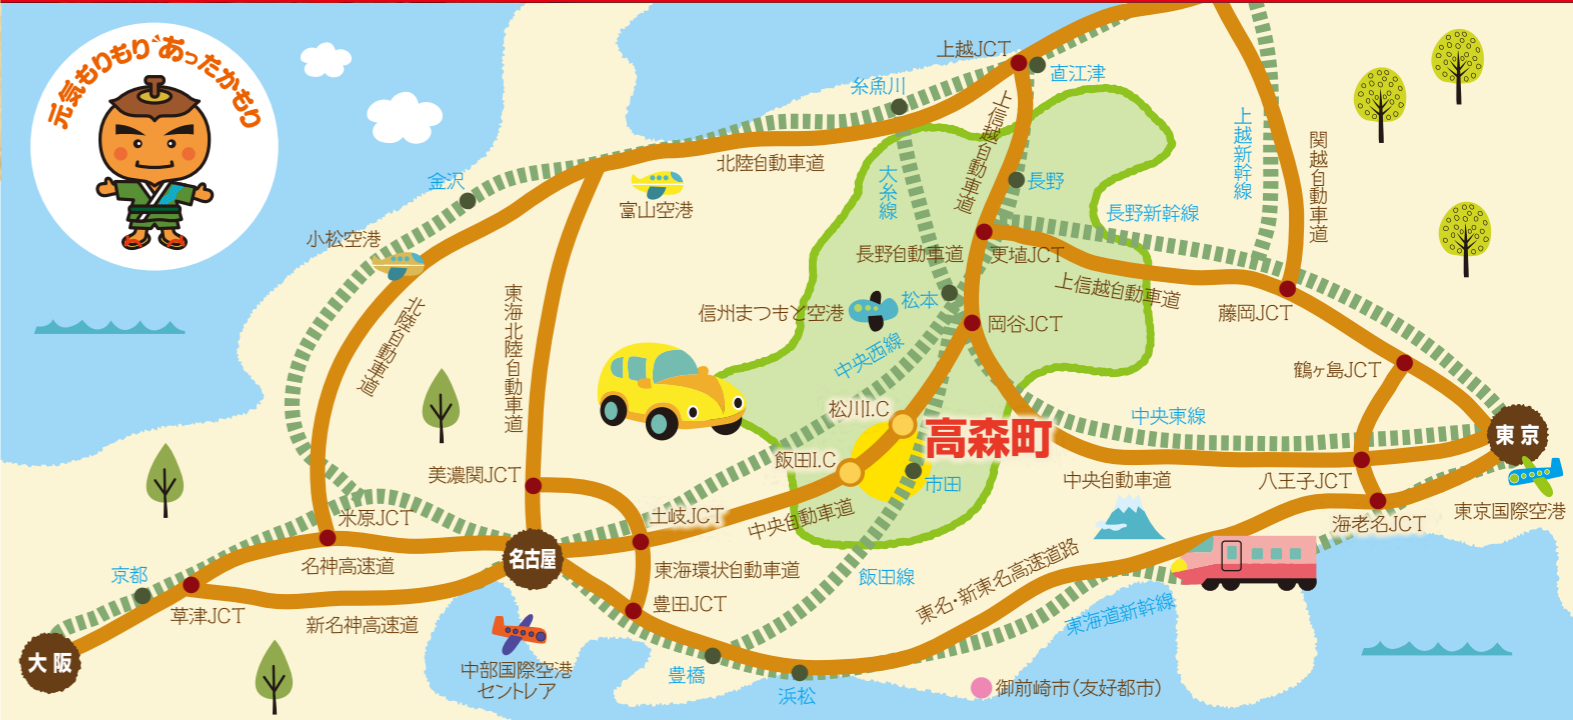 元気もりもり あったかもり
上越JCT
直江津
糸魚川
上信越自動車道
上越新幹線
関越自動車道
北陸自動車道
金沢
富山空港
大糸線
長野
長野新幹線
小松空港
長野自動車道
更埴JCT
上信越自動車道
北陸自動車道
東海北陸自動車道
松本
信州まつもと空港
岡谷JCT
藤岡JCT
中央西線
鶴ヶ島JCT
松川I.C
高森町
中央東線
東京
飯田I.C
市田
中央自動車道
八王子JCT
東京国際空港
海老名JCT
美濃関JCT
土岐JCT
中央自動車道
米原JCT
名神高速道
名古屋
東海環状自動車道
飯田線
東名・新東名高速道路
京都
草津JCT
新名神高速道
豊田JCT
東海道新幹線
大阪
中部国際空港
セントレア
豊橋
浜松
御前崎市(友好都市)